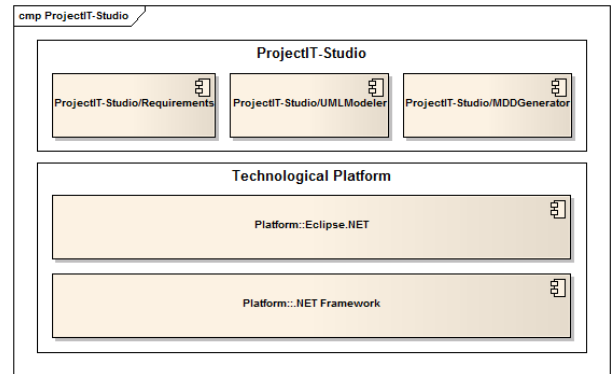 cmp ProjectIT-Studio
ProjectIT-Studio
ProjectIT-Studio/Requirements
ProjectIT-Studio/UMLModeler
ProjectIT-Studio/MDDGenerator
Technological Platform
Platform::Eclipse.NET
Platform::.NET Framework